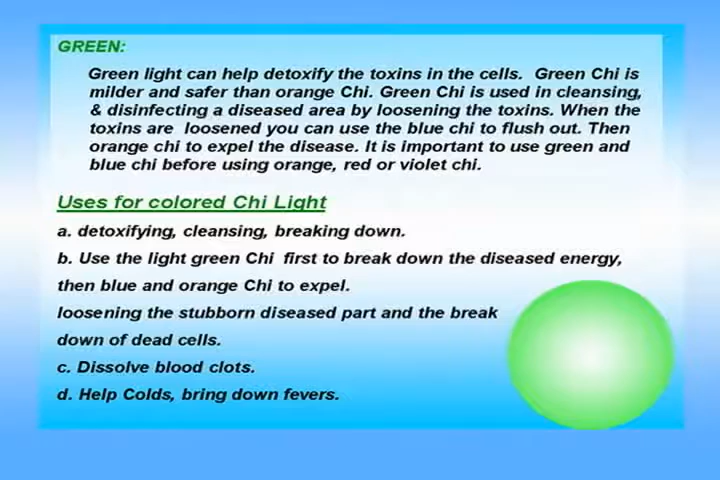 GREEN:
Green light can help detoxify the toxins in the cells. Green Chi is
milder and safer than orange Chi. Green Chi is used in cleansing,
& disinfecting a diseased area by loosening the toxins. When the
toxins are loosened you can use the blue chi to flush out. Then
orange chi to expel the disease. It is important to use green and
blue chi before using orange, red or violet chi.
Uses for colored Chi Light
a. detoxifying, cleansing, breaking down.
b. Use the light green Chi first to break down the diseased energy,
then blue and orange Chi to expel.
loosening the stubborn diseased part and the break
down of dead cells.
c. Dissolve blood clots.
d. Help Colds, bring down fevers.